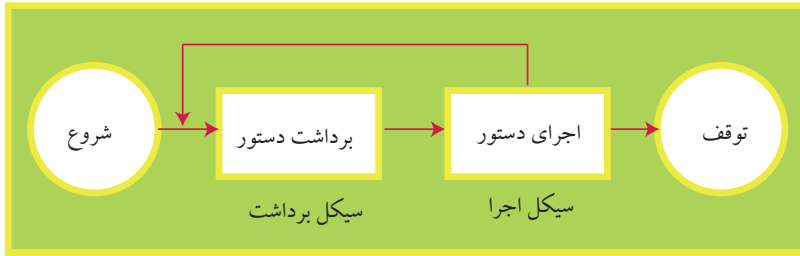 شروع
برداشت دستور
اجرای دستور
توقف
سیکل برداشت
سیکل اجرا